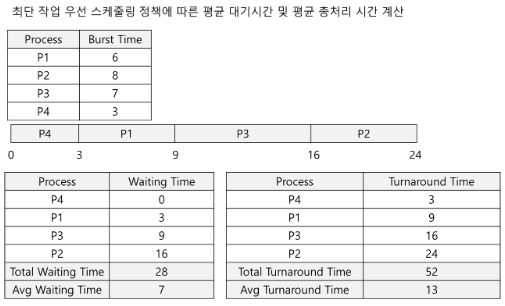 최단 작업 우선 스케줄링 정책에 따른 평균 대기시간 및 평균 총처리 시간 계산
Process Burst Time
P1 6
P2 8
P3 7
P4 3
P4 P1 P3 P2
0 3 9 16 24
Process Waiting Time
P4 0
P1 3
P3 9
P2 16
Total Waiting Time 28
Avg Waiting Time 7
Process Turnaround Time
P4 3
P1 9
P3 16
P2 24
Total Turnaround Time 52
Avg Turnaround Time 13